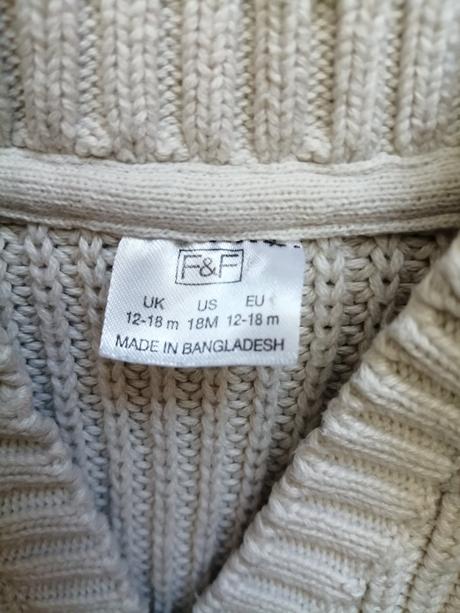 F&F
UK US EU
12-18 m 18M 12-18 m
MADE IN BANGLADESH